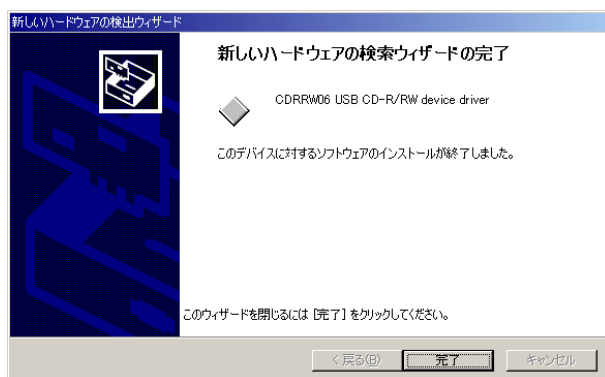 新しいハードウェアの検出ウィザード
新しいハードウェアの検索ウィザードの完了
CDRRW06 USB CD-R/RW device driver
このデバイスに対するソフトウェアのインストールが終了しました。
このウィザードを閉じるには [完了] をクリックしてください。
< 戻る(B)
完了
キャンセル